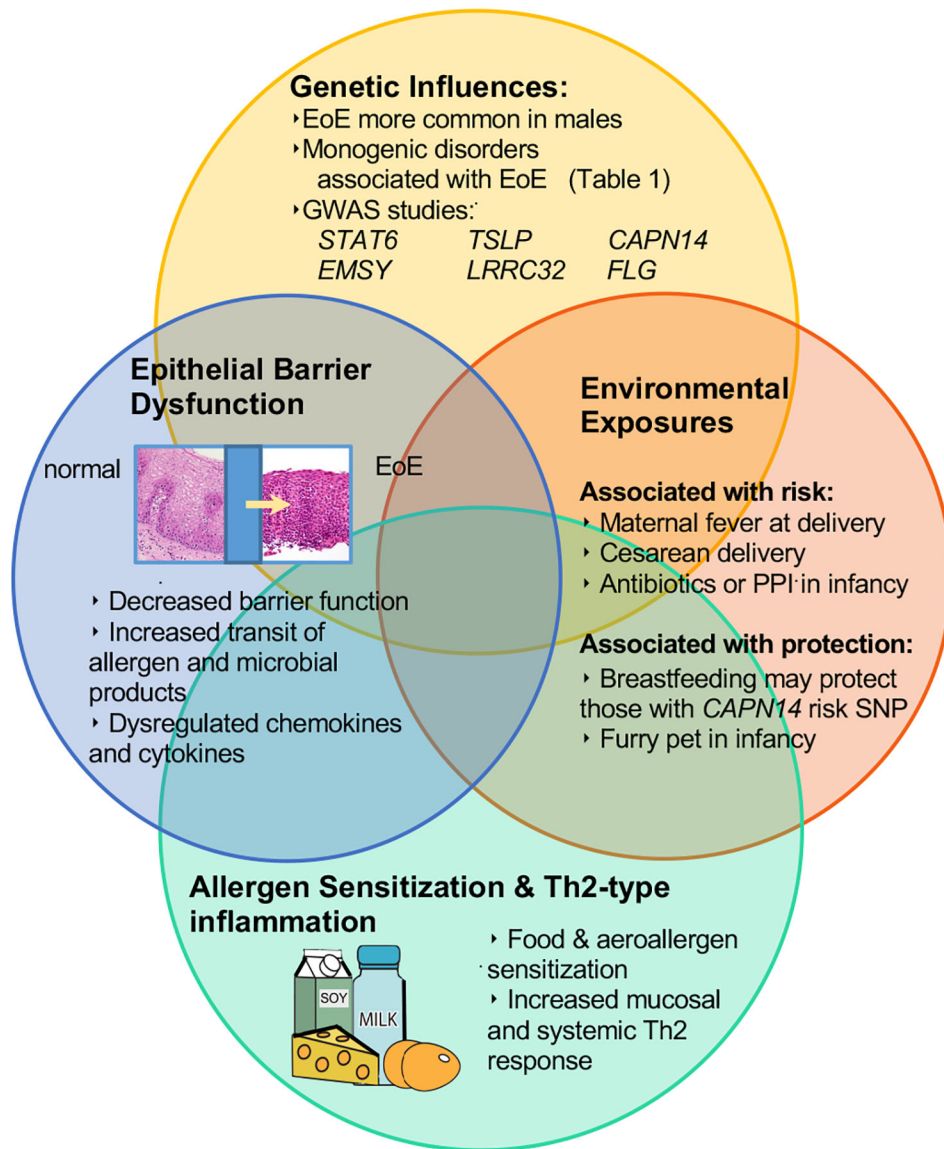 Genetic Influences:
‣EoE more common in males
‣Monogenic disorders
associated with EoE (Table 1)
‣GWAS studies:
STAT6 TSLP CAPN14
EMSY LRRC32 FLG
Epithelial Barrier
Dysfunction
normal
EoE
‣ Decreased barrier function
‣ Increased transit of
allergen and microbial
products
‣ Dysregulated chemokines
and cytokines
Environmental
Exposures
Associated with risk:
‣ Maternal fever at delivery
‣ Cesarean delivery
‣ Antibiotics or PPI in infancy
Associated with protection:
‣ Breastfeeding may protect
those with CAPN14 risk SNP
‣ Furry pet in infancy
Allergen Sensitization & Th2-type
inflammation
SOY
MILK
‣ Food & aeroallergen
sensitization
‣ Increased mucosal
and systemic Th2
response